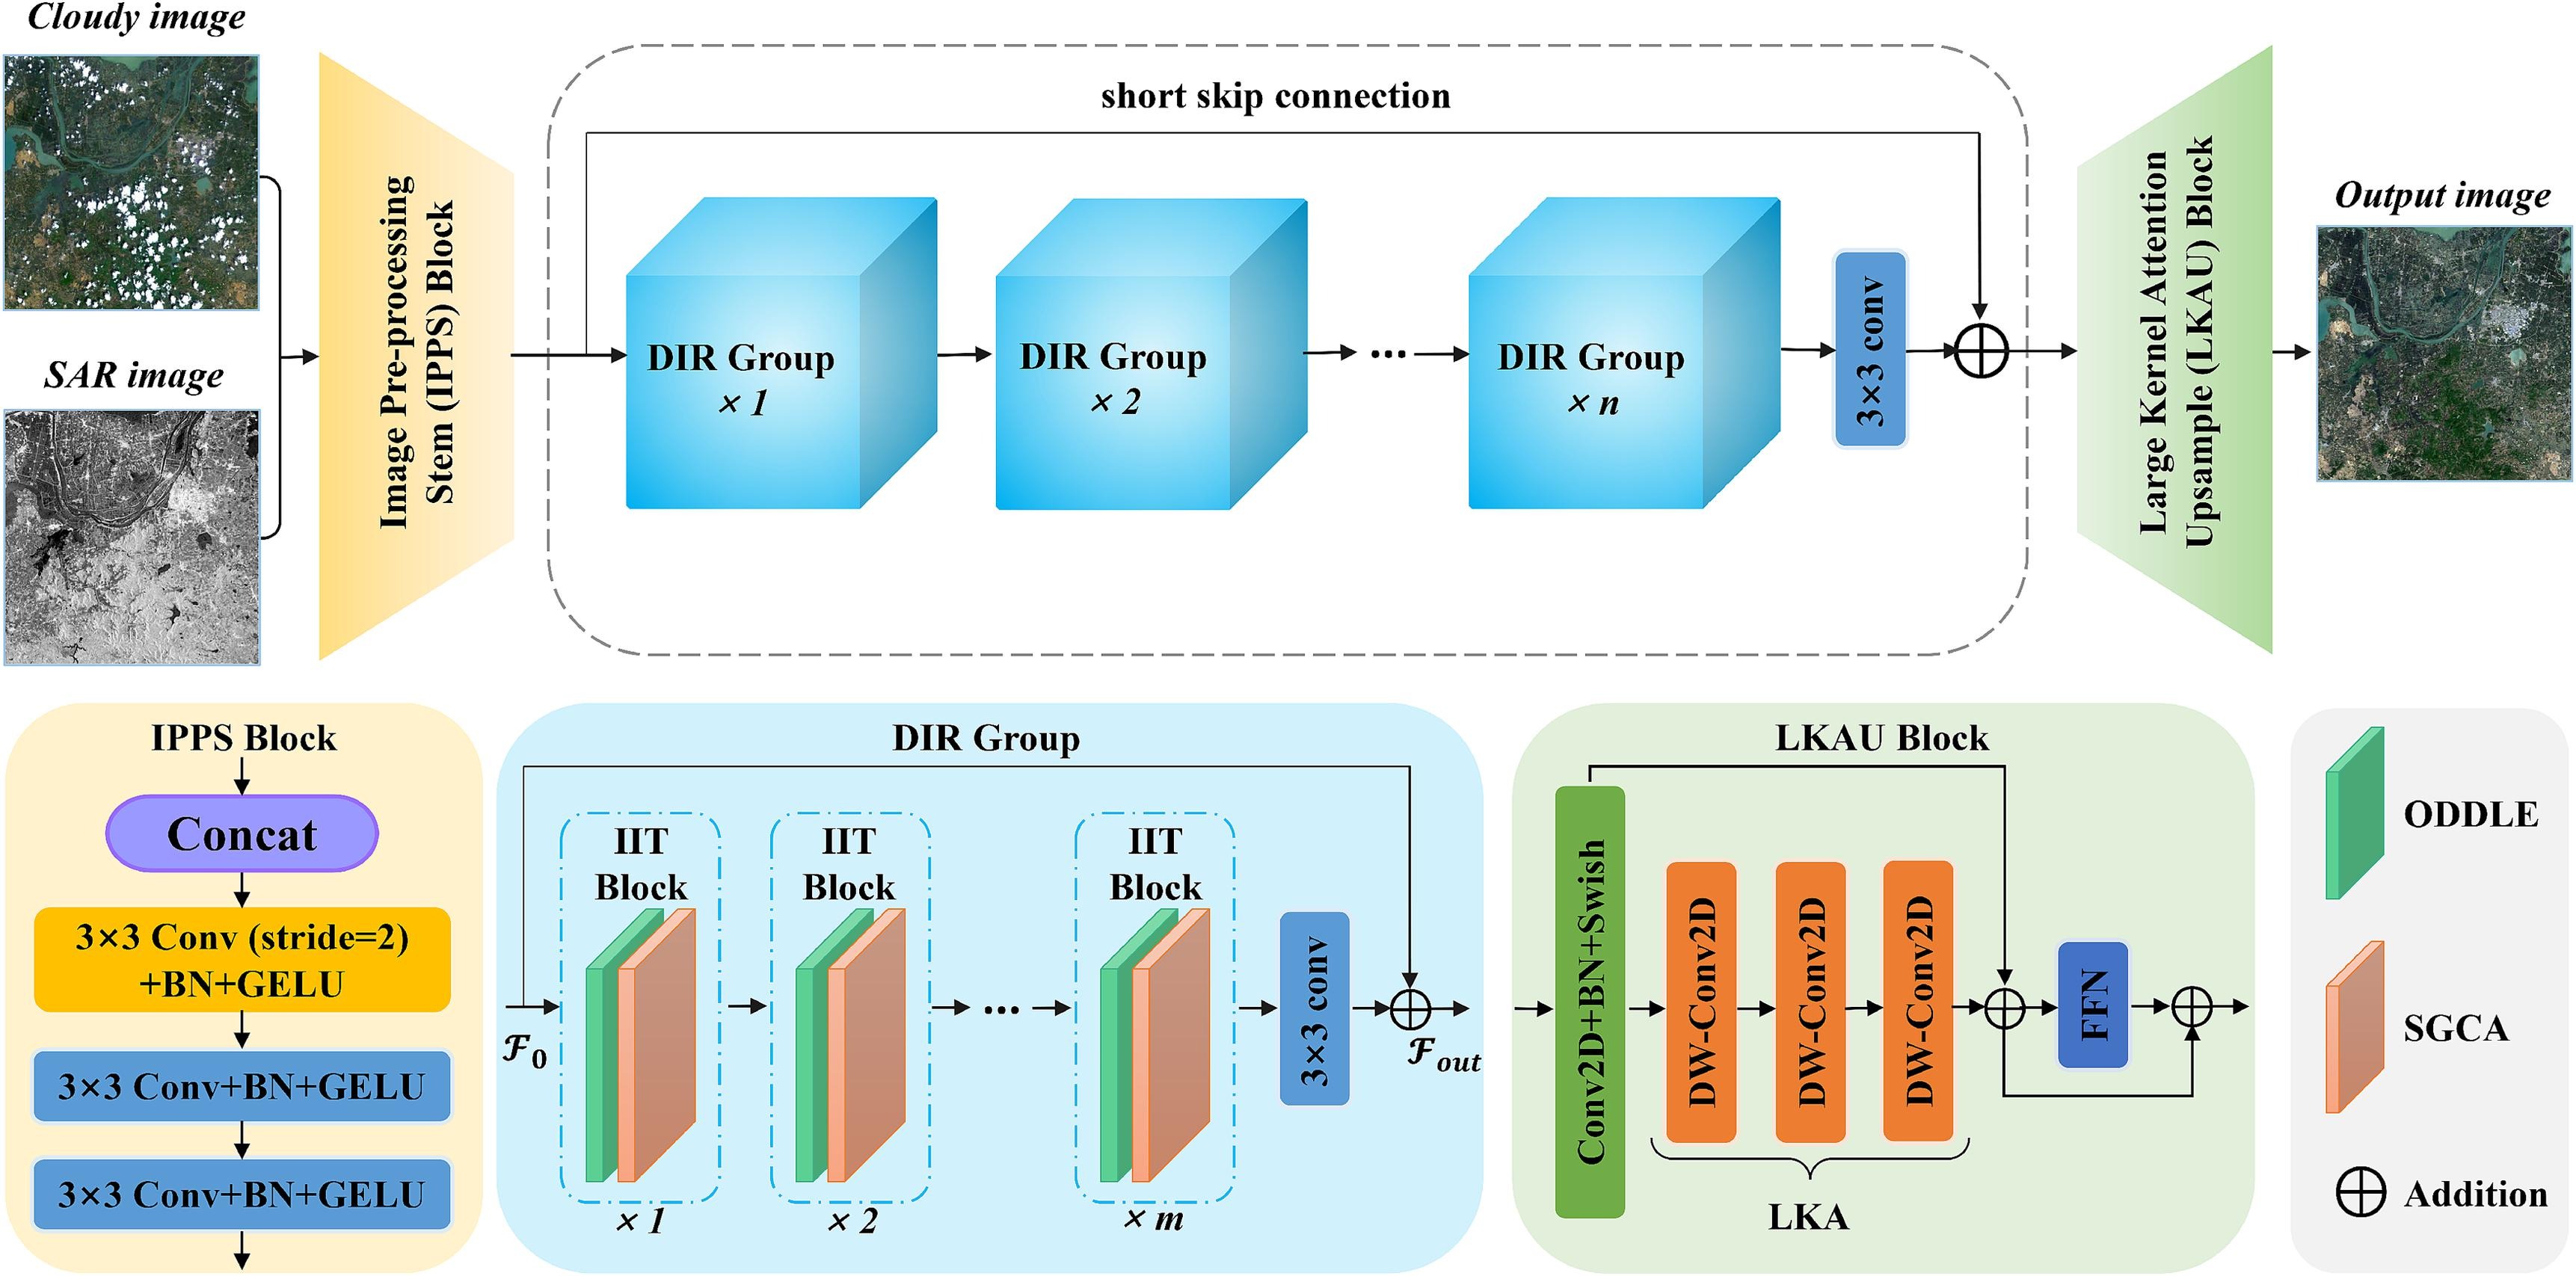 Cloudy image
SAR image
Image Pre-processing
Stem (IPPS) Block
short skip connection
DIR Group
× 1
DIR Group
× 2
...
DIR Group
× n
3×3 conv
Large Kernel Attention
Upsample (LKAU) Block
Output image
IPPS Block
Concat
3×3 Conv (stride=2)
+BN+GELU
3×3 Conv+BN+GELU
3×3 Conv+BN+GELU
DIR Group
ℱ0
IIT
Block
× 1
IIT
Block
× 2
...
IIT
Block
× m
3×3 conv
ℱout
LKAU Block
Conv2D+BN+Swish
DW-Conv2D
DW-Conv2D
DW-Conv2D
LKA
FFN
ODDLE
SGCA
Addition